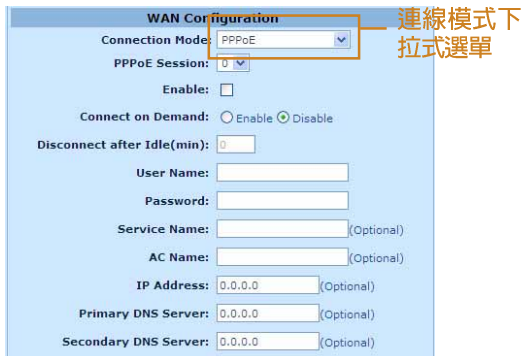 WAN Configuration
Connection Mode: PPPoE
連線模式下
拉式選單
PPPoE Session: 0
Enable:
Connect on Demand: Enable Disable
Disconnect after Idle(min): 0
User Name:
Password:
Service Name: (Optional)
AC Name: (Optional)
IP Address: 0.0.0.0 (Optional)
Primary DNS Server: 0.0.0.0 (Optional)
Secondary DNS Server: 0.0.0.0 (Optional)